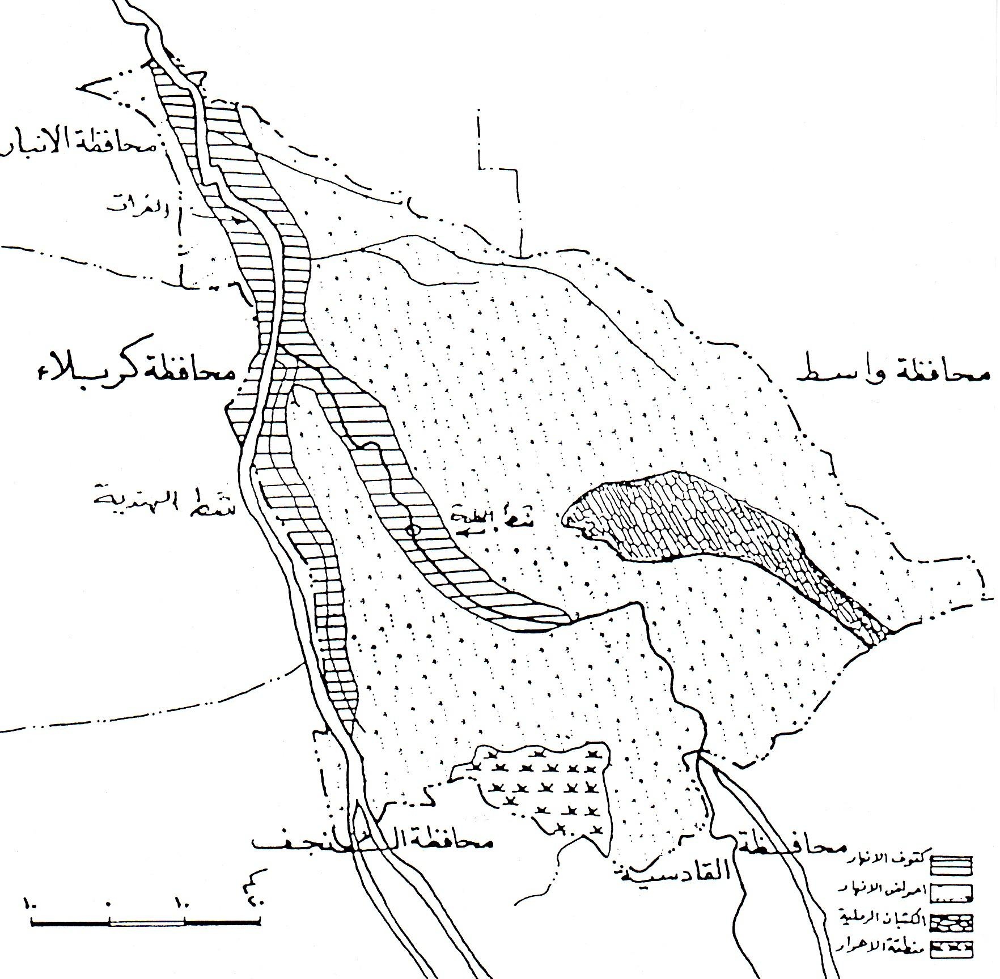 محافظة الانبار
الفرات
محافظة كربلاء
محافظة واسط
شط الهندية
شط الحلة
محافظة النجف
محافظة
القادسية
كتوف الانهار
احواض الانهار
الكثبان الرملية
منطقة الاهوار
كم
١٠ ٠ ١٠ ٢٠